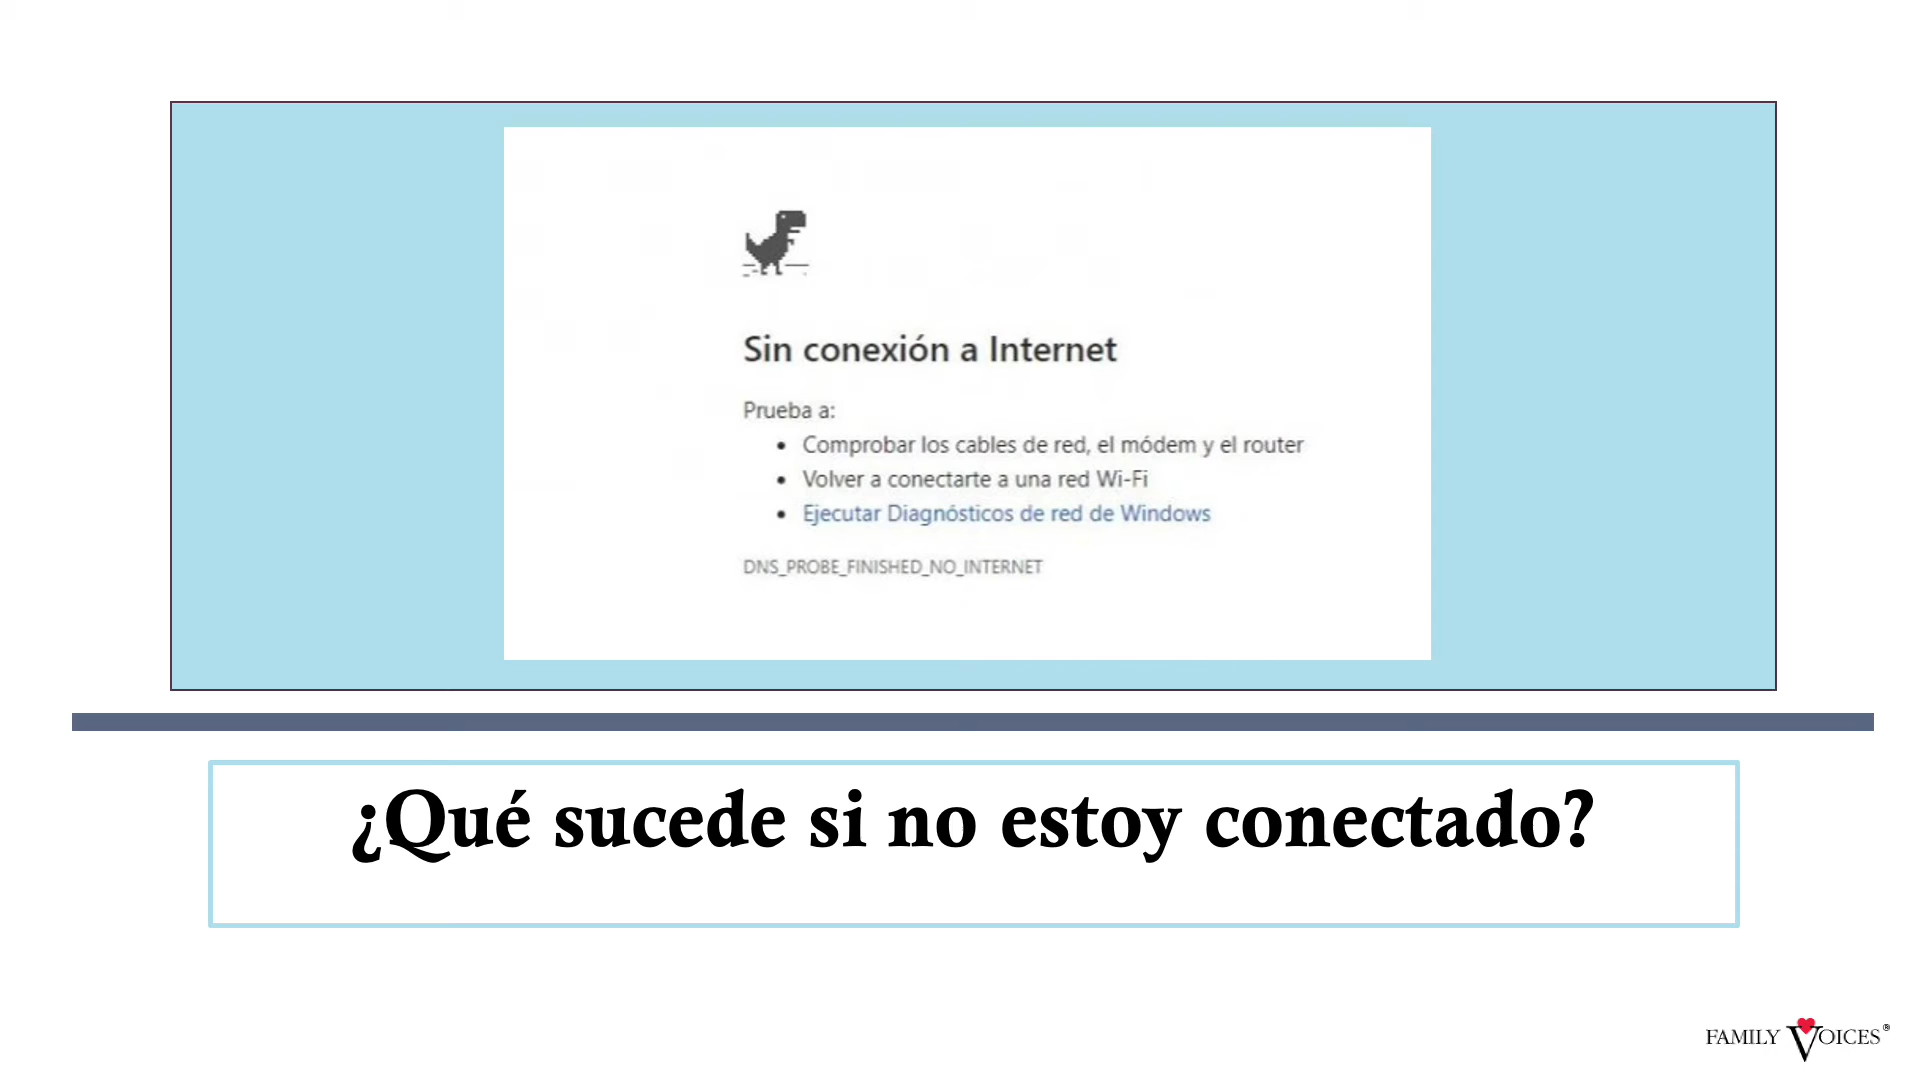 Sin conexión a Internet
Prueba a:
• Comprobar los cables de red, el módem y el router
• Volver a conectarte a una red Wi-Fi
• Ejecutar Diagnósticos de red de Windows
DNS_PROBE_FINISHED_NO_INTERNET
¿Qué sucede si no estoy conectado?
FAMILY VOICES®